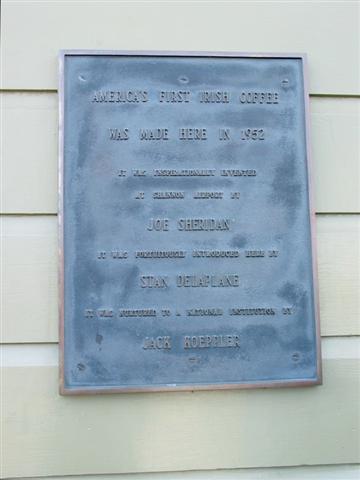 AMERICA'S FIRST IRISH COFFEE
WAS MADE HERE IN 1952
IT WAS INSPIRATIONALLY INVENTED
AT SHANNON AIRPORT BY
JOE SHERIDAN
IT WAS FORTUITOUSLY INTRODUCED HERE BY
STAN DELAPLANE
IT WAS NURTURED TO A NATIONAL INSTITUTION BY
JACK KOEPPLER